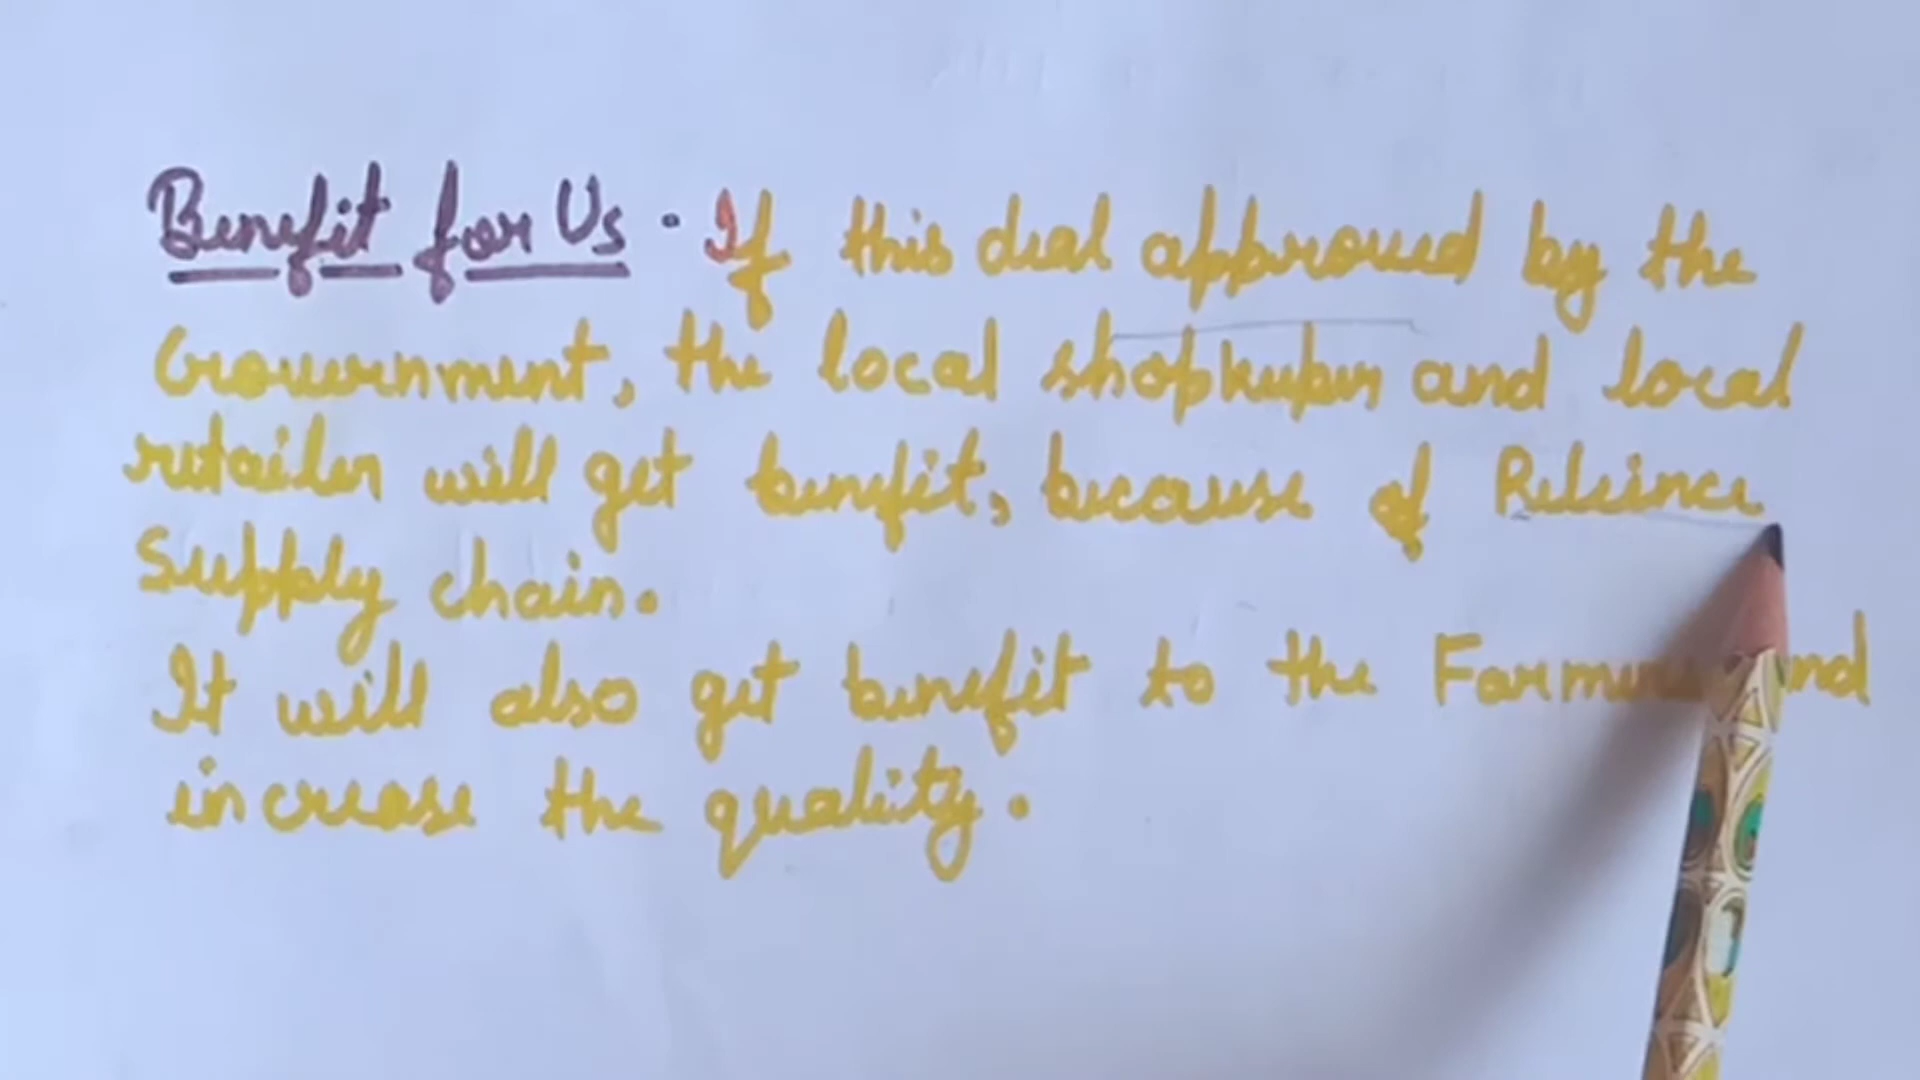 Benefit for Us. If this deal approved by the
Government, the local shopkeeper and local
retailer will get benefit, because of Releince
Supply chain.
It will also get benefit to the Farmers and
increase the quality.